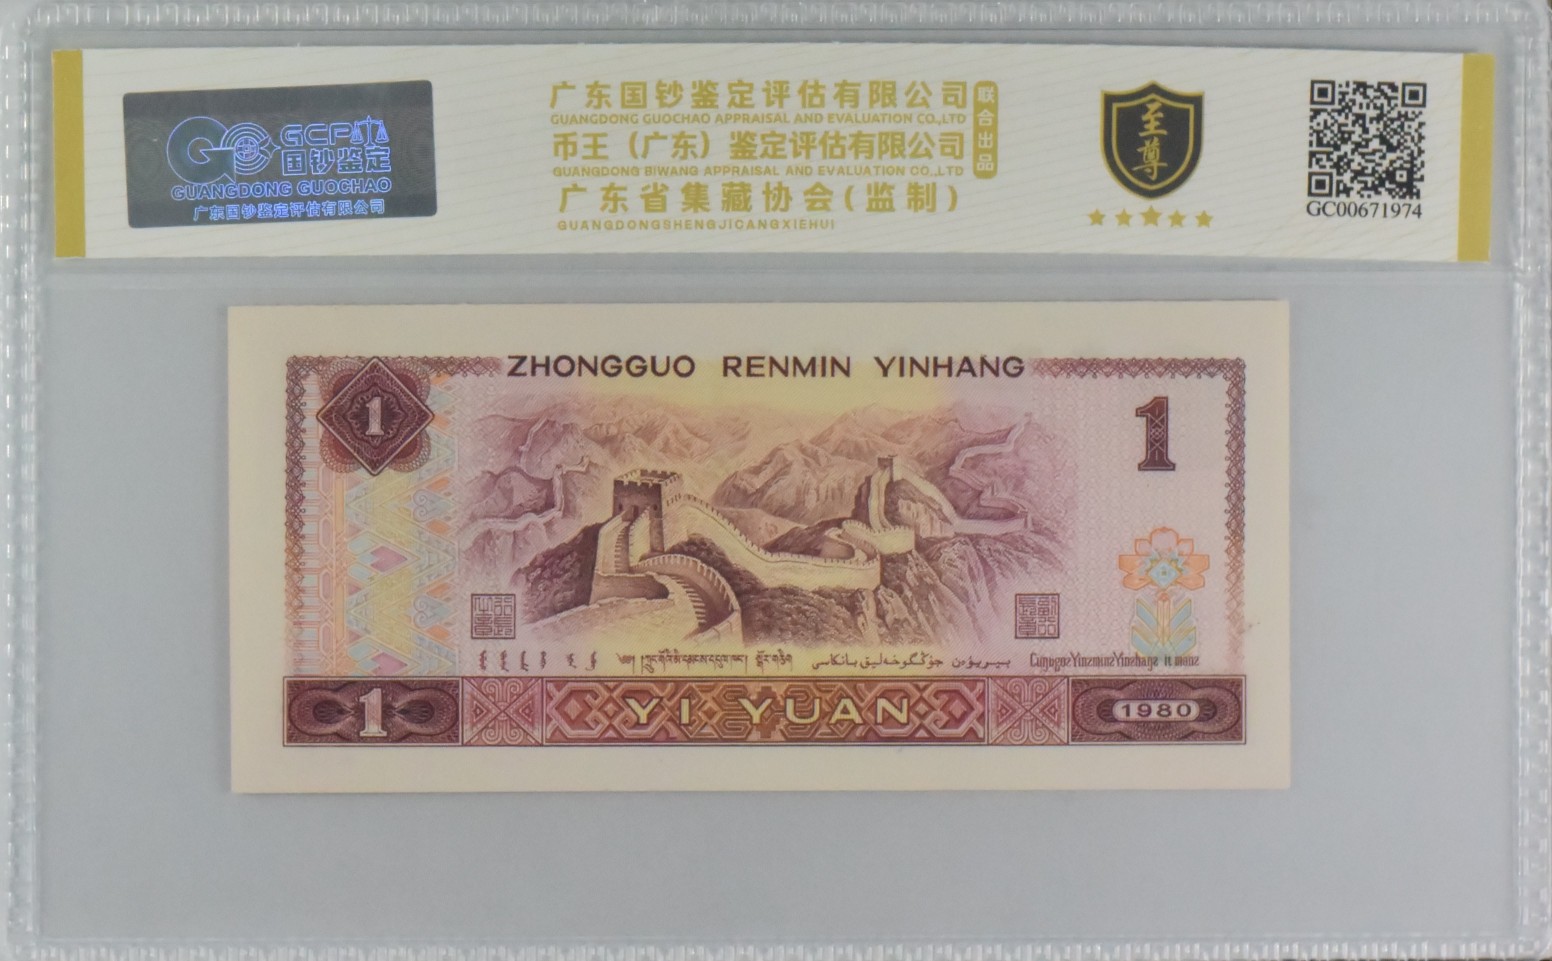 GCP
国钞鉴定
GUANGDONG GUOCHAO
广东国钞鉴定评估有限公司
广东国钞鉴定评估有限公司
GUANGDONG GUOCHAO APPRAISAL AND EVALUATION CO.,LTD
币王（广东）鉴定评估有限公司
GUANGDONG BIWANG APPRAISAL AND EVALUATION CO.,LTD
广东省集藏协会(监制)
GUANGDONGSHENGJICANGXIEHUI
联合出品
至尊
GC00671974
ZHONGGUO RENMIN YINHANG
1
1
1
YI YUAN
1980